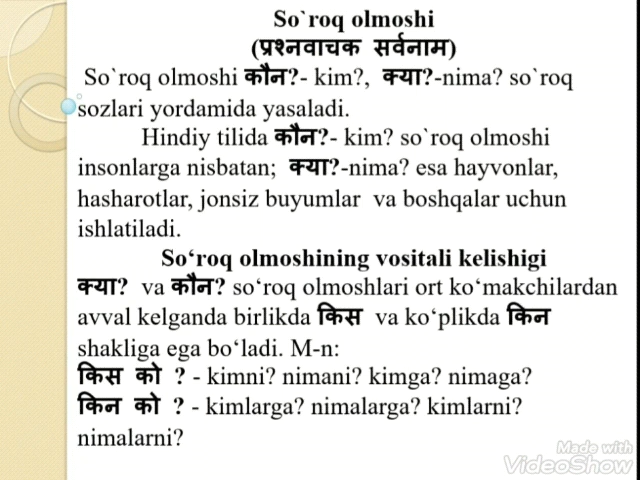 So`roq olmoshi
(प्रश्नवाचक सर्वनाम)
So`roq olmoshi कौन?- kim?, क्या?-nima? so`roq
sozlari yordamida yasaladi.
Hindiy tilida कौन?- kim? so`roq olmoshi
insonlarga nisbatan; क्या?-nima? esa hayvonlar,
hasharotlar, jonsiz buyumlar va boshqalar uchun
ishlatiladi.
So‘roq olmoshining vositali kelishigi
क्या? va कौन? so‘roq olmoshlari ort ko‘makchilardan
avval kelganda birlikda किस va ko‘plikda किन
shakliga ega bo‘ladi. M-n:
किस को ? - kimni? nimani? kimga? nimaga?
किन को ? - kimlarga? nimalarga? kimlarni?
nimalarni?
Made with
VideoShow